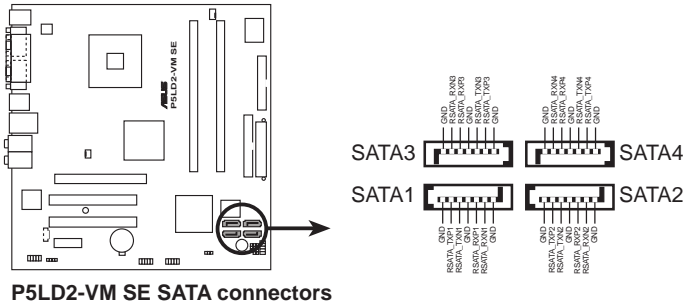 ASUS
P5LD2-VM SE
GND
RSATA_RXN3
RSATA_RXP3
GND
RSATA_TXN3
RSATA_TXP3
GND
GND
RSATA_RXN4
RSATA_RXP4
GND
RSATA_TXN4
RSATA_TXP4
GND
SATA3
SATA4
SATA1
SATA2
GND
RSATA_TXP1
RSATA_TXN1
GND
RSATA_RXP1
RSATA_RXN1
GND
GND
RSATA_TXP2
RSATA_TXN2
GND
RSATA_RXP2
RSATA_RXN2
GND
P5LD2-VM SE SATA connectors